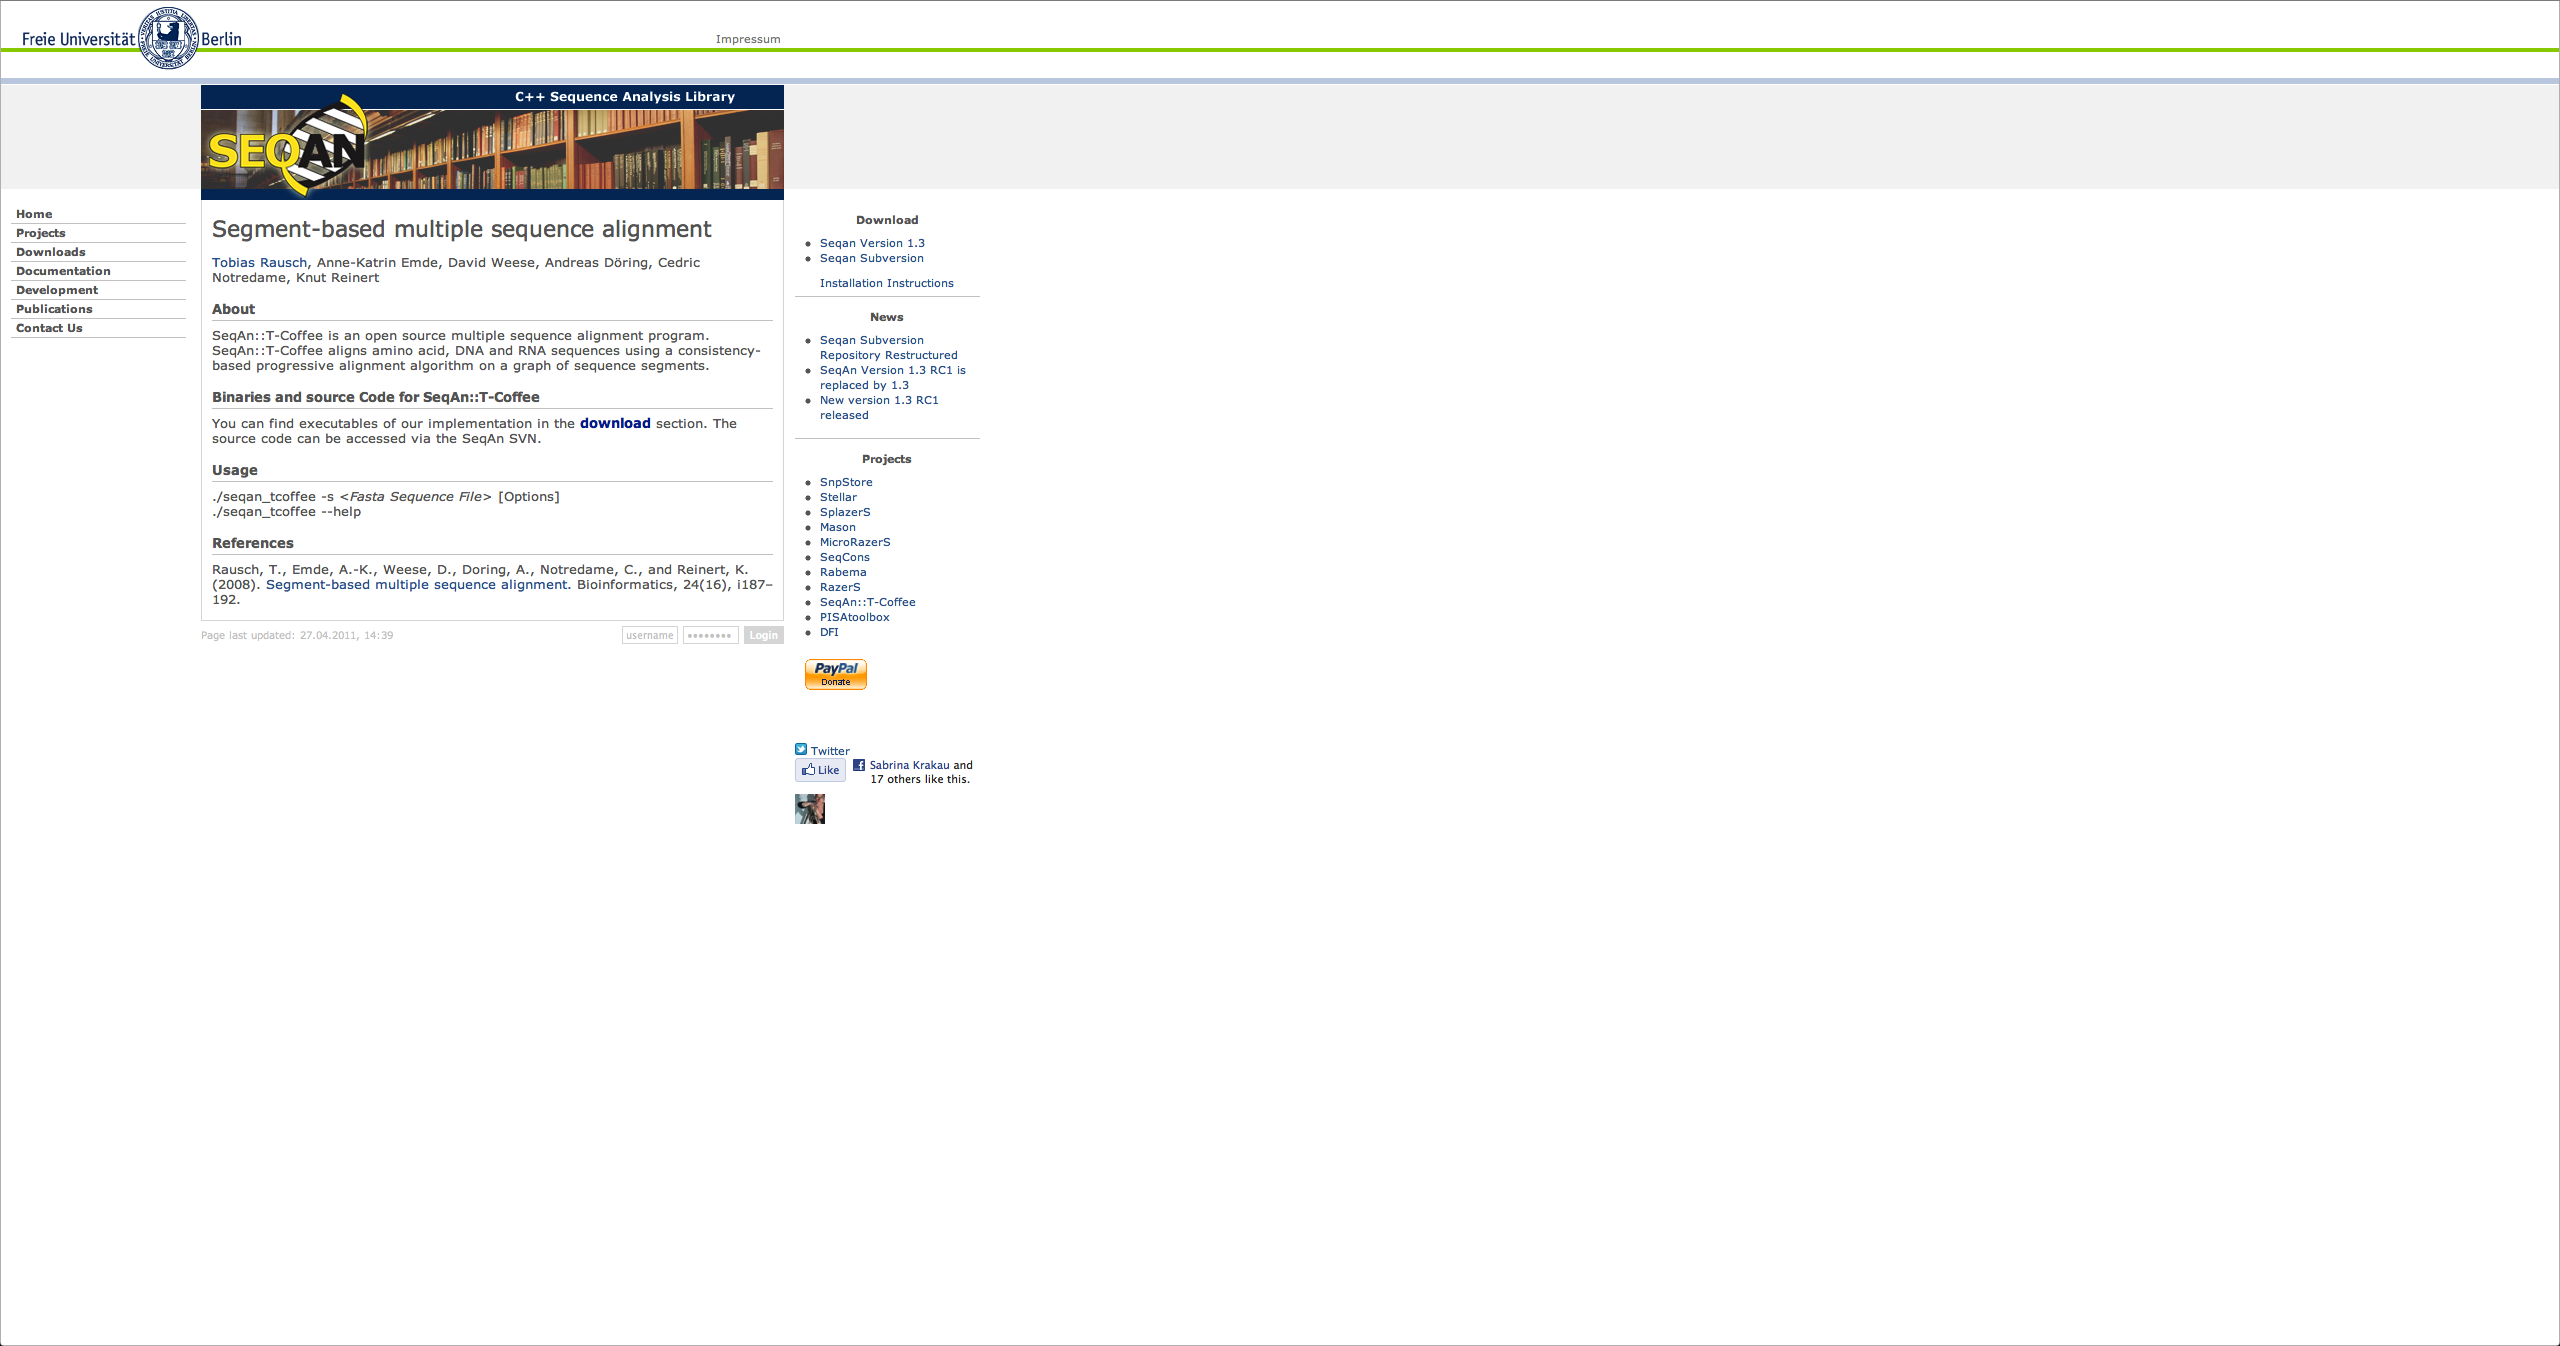 Freie Universität Berlin
Impressum
C++ Sequence Analysis Library
SEQAN
Home
Projects
Downloads
Documentation
Development
Publications
Contact Us
Segment-based multiple sequence alignment
Tobias Rausch, Anne-Katrin Emde, David Weese, Andreas Döring, Cedric
Notredame, Knut Reinert
About
SeqAn::T-Coffee is an open source multiple sequence alignment program.
SeqAn::T-Coffee aligns amino acid, DNA and RNA sequences using a consistency-
based progressive alignment algorithm on a graph of sequence segments.
Binaries and source Code for SeqAn::T-Coffee
You can find executables of our implementation in the download section. The
source code can be accessed via the SeqAn SVN.
Usage
./seqan_tcoffee -s <Fasta Sequence File> [Options]
./seqan_tcoffee --help
References
Rausch, T., Emde, A.-K., Weese, D., Doring, A., Notredame, C., and Reinert, K.
(2008). Segment-based multiple sequence alignment. Bioinformatics, 24(16), i187–
192.
Page last updated: 27.04.2011, 14:39
username
Login
Download
Seqan Version 1.3
Seqan Subversion
Installation Instructions
News
Seqan Subversion
Repository Restructured
SeqAn Version 1.3 RC1 is
replaced by 1.3
New version 1.3 RC1
released
Projects
SnpStore
Stellar
SplazerS
Mason
MicroRazerS
SeqCons
Rabema
RazerS
SeqAn::T-Coffee
PISAtoolbox
DFI
PayPal
Donate
Twitter
Like
Sabrina Krakau and
17 others like this.